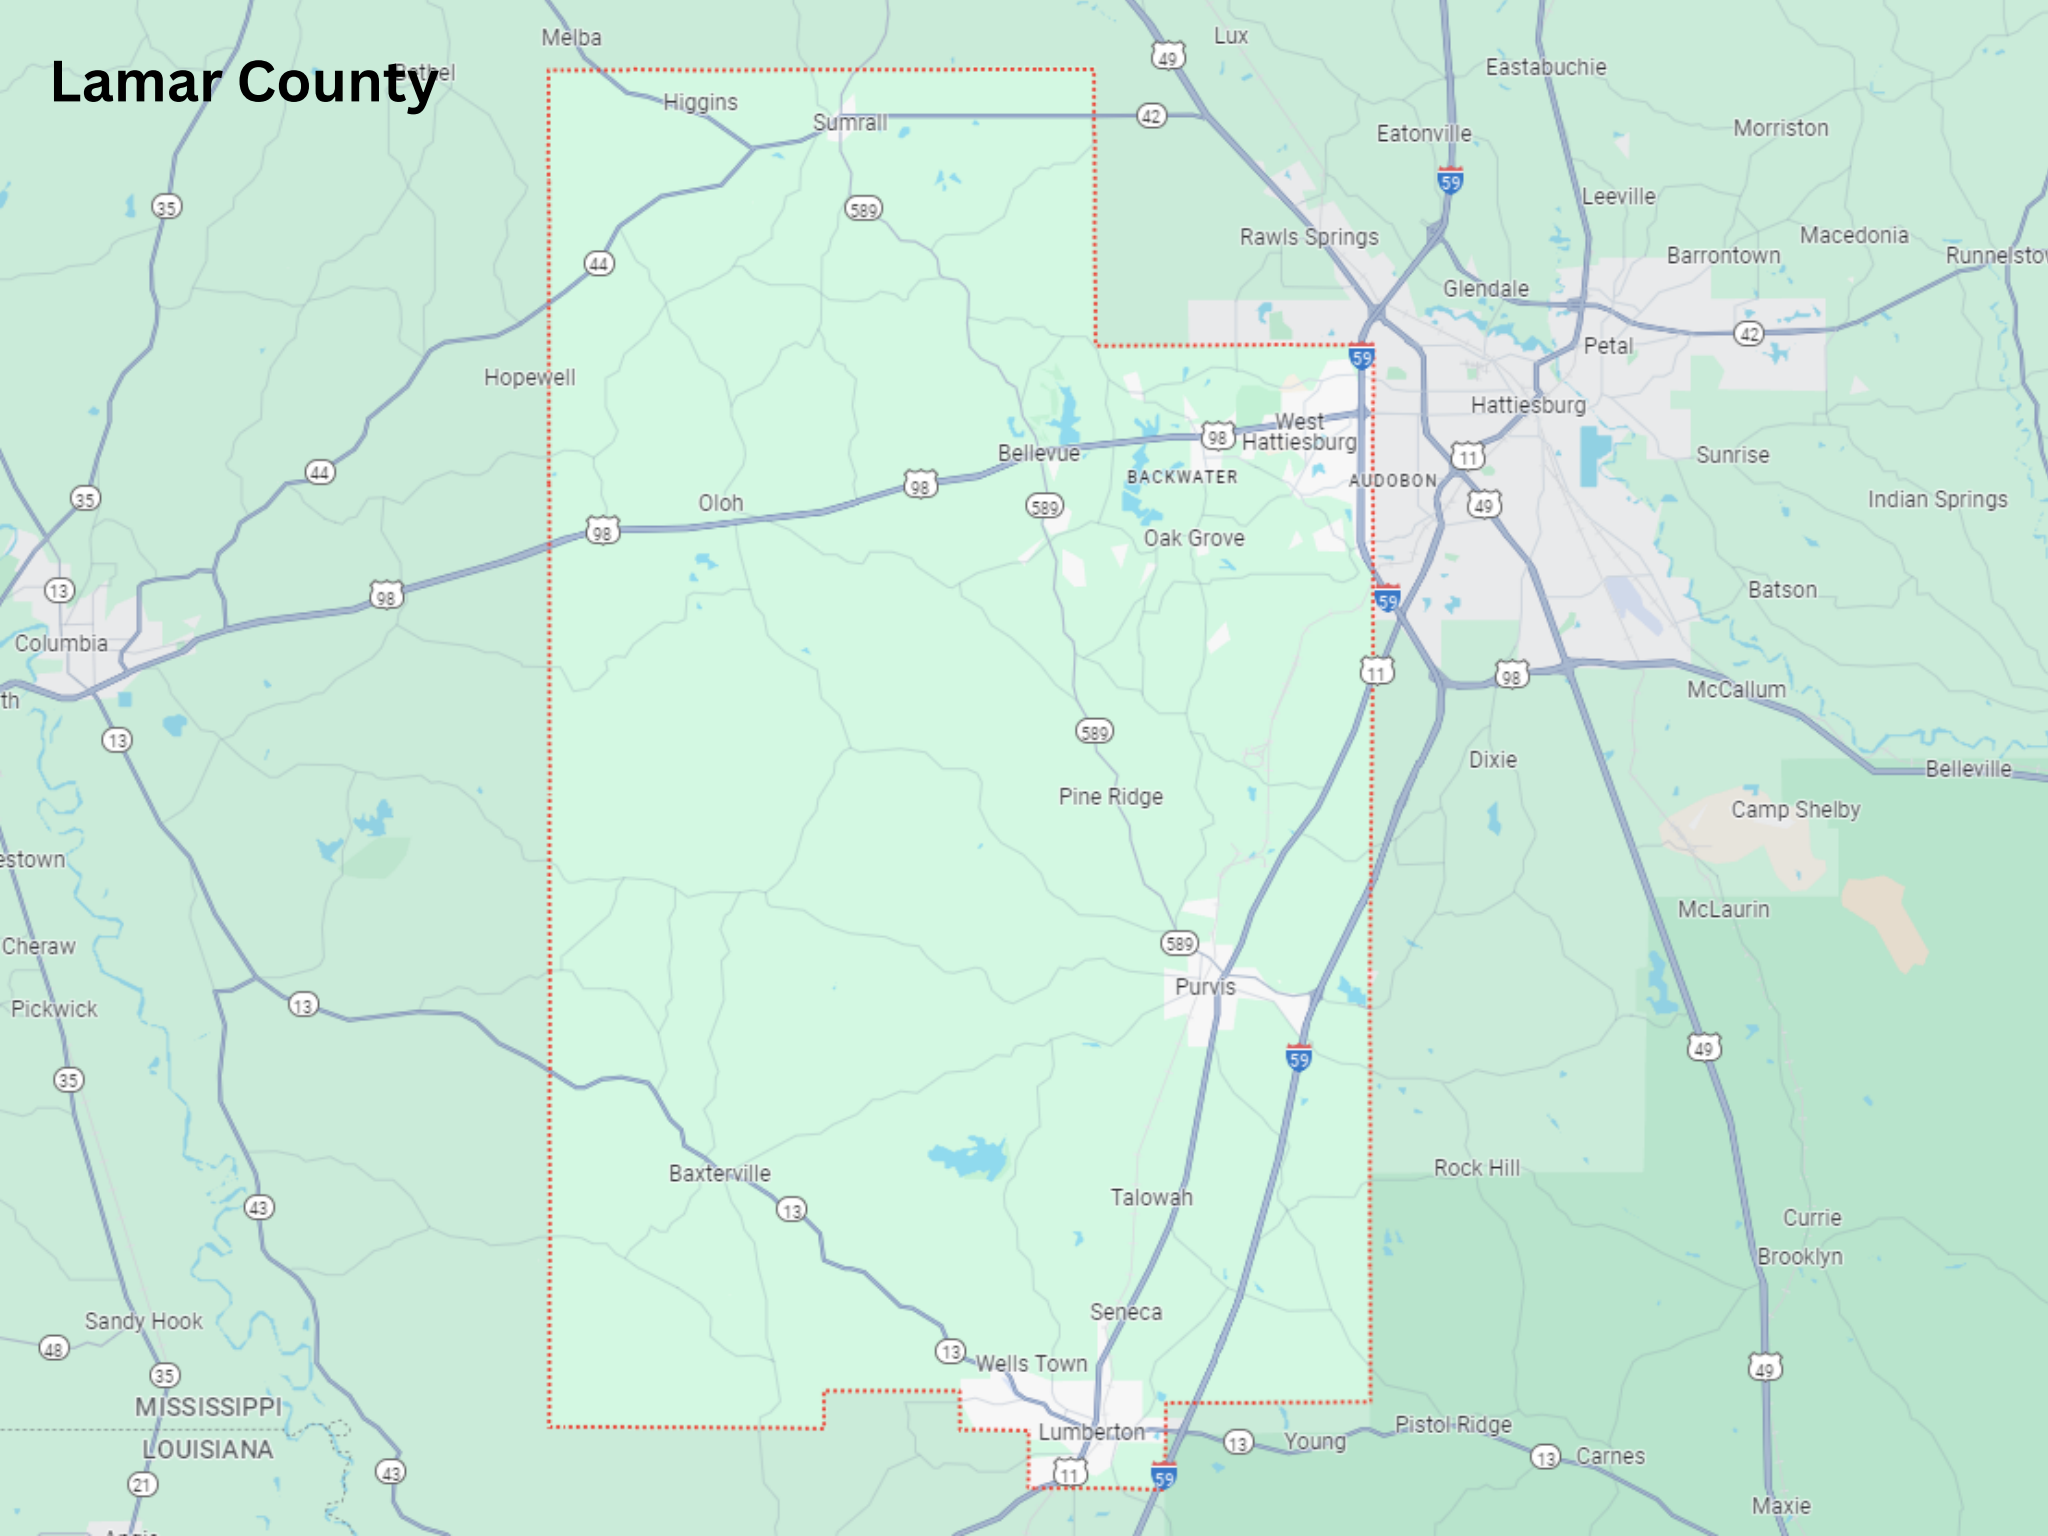 Lamar County
Melba
Lux
49
Eastabuchie
Bethel
Higgins
Sumrall
42
Eatonville
Morriston
59
35
589
Leeville
Rawls Springs
Macedonia
Barrontown
Runnelstow
44
Glendale
42
Petal
59
Hopewell
Hattiesburg
West
Hattiesburg
98
Bellevue
11
Sunrise
44
BACKWATER
AUDOBON
98
35
Oloh
589
49
Indian Springs
98
Oak Grove
13
98
59
Batson
Columbia
th
11
98
McCallum
13
589
Dixie
Belleville
Pine Ridge
Camp Shelby
estown
McLaurin
Cheraw
589
Purvis
Pickwick
13
49
59
35
Baxterville
Rock Hill
Talowah
43
13
Currie
Brooklyn
Seneca
Sandy Hook
48
13
Wells Town
35
49
MISSISSIPPI
Lumberton
13
Young
Pistol Ridge
LOUISIANA
13
Carnes
43
11
59
21
Maxie